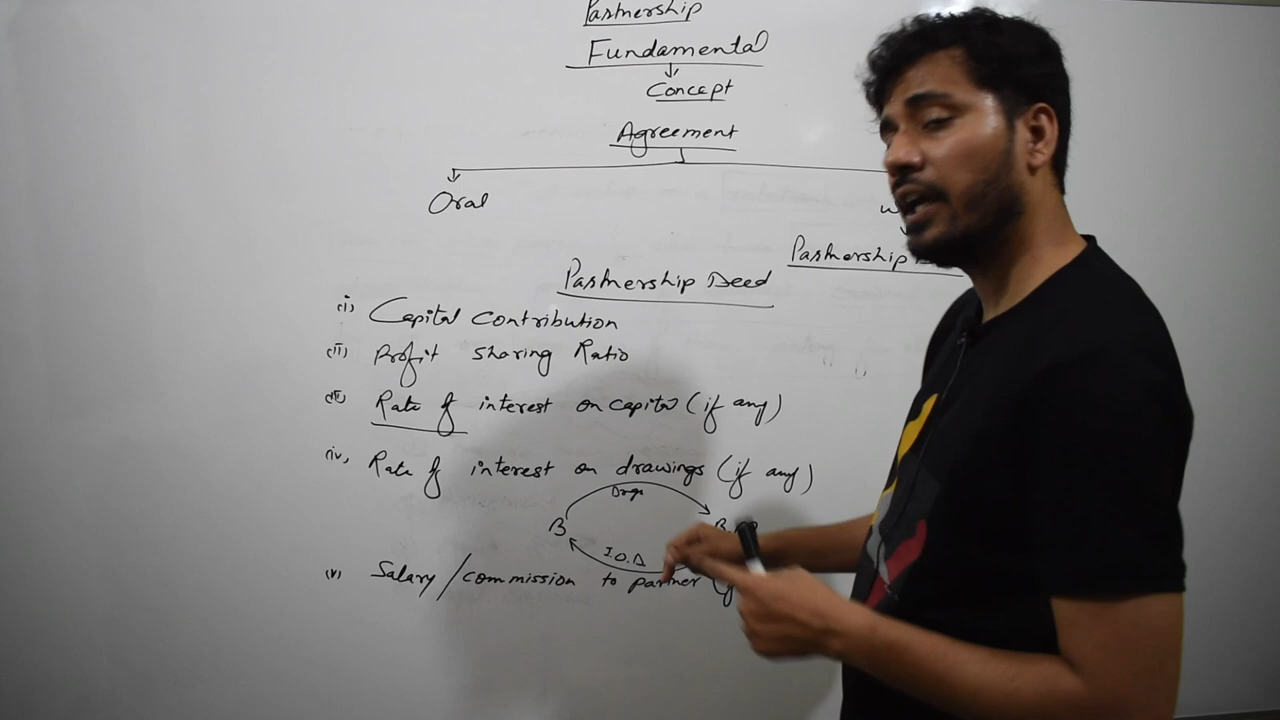 Partnership
Fundamental
Concept
Agreement
Oral
Partnership
Partnership Deed
(i) Capital contribution
(ii) Profit sharing Ratio
(iii) Rate of interest on capital (if any)
(iv) Rate of interest on drawings (if any)
Drgs
B
I.O.D
(v) Salary/commission to partner